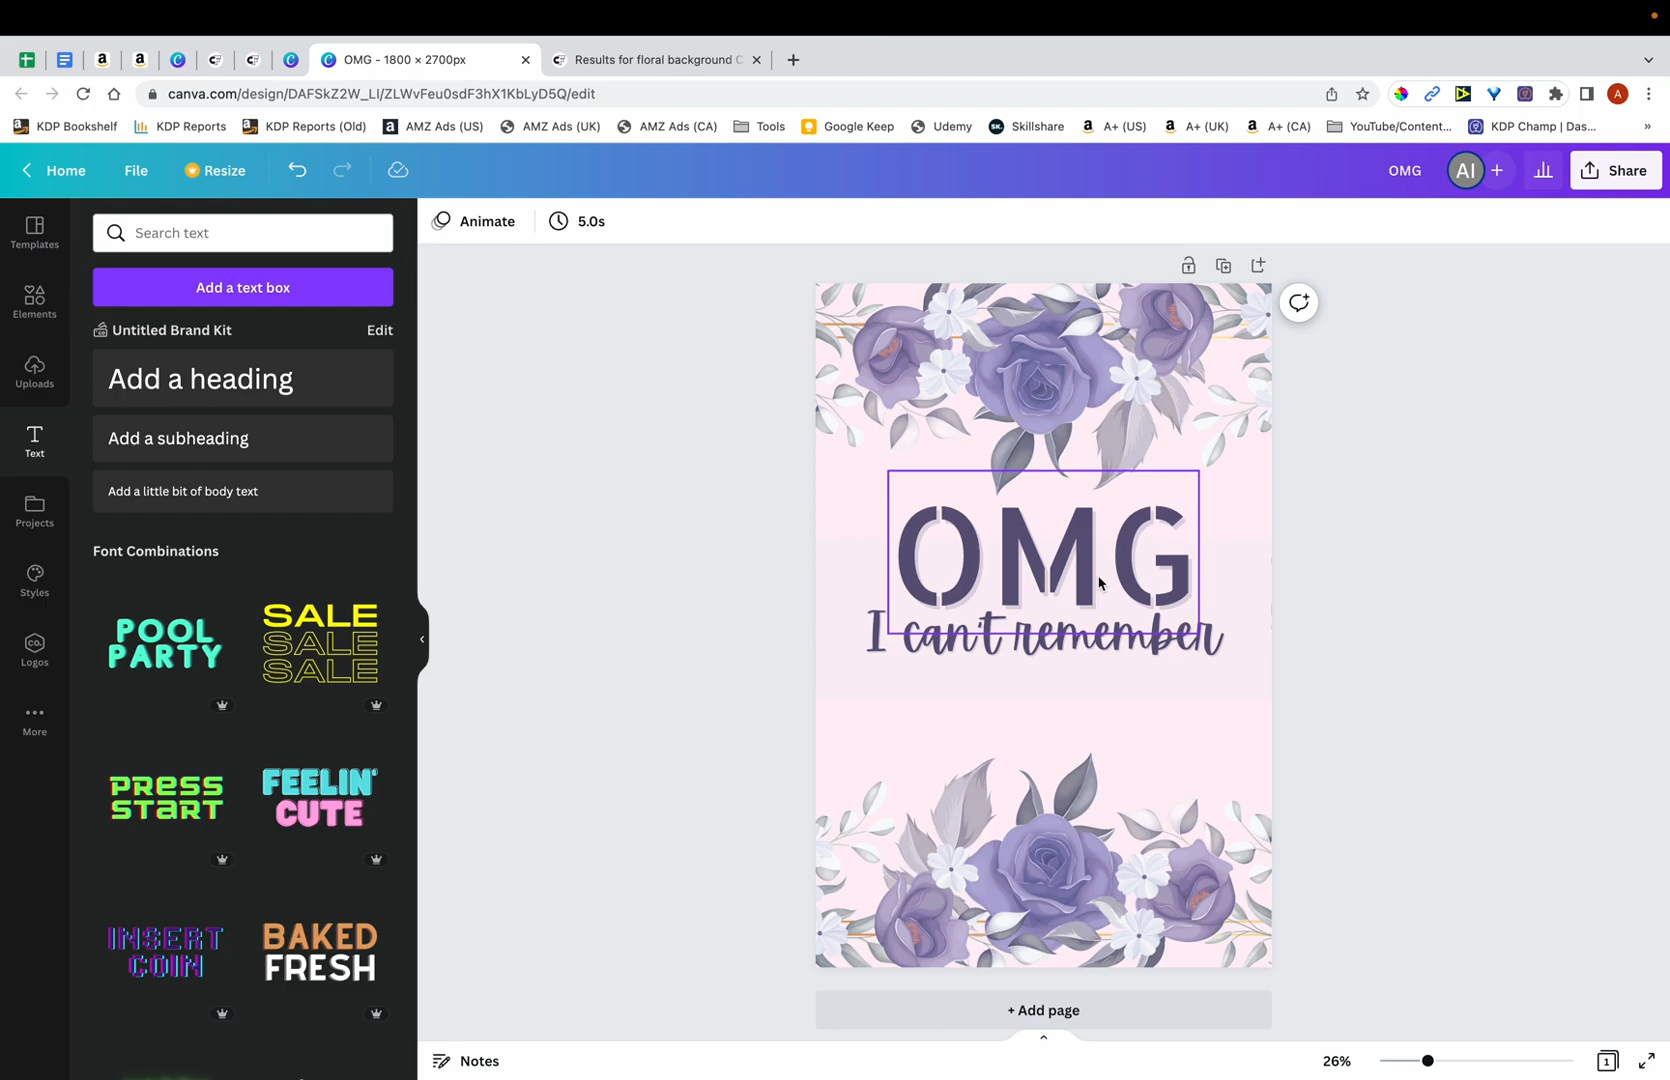 OMG - 1800 × 2700px
Results for floral background C
canva.com/design/DAFSkZ2W_LI/ZLWvFeu0sdF3hX1KbLyD5Q/edit
A
KDP Bookshelf
KDP Reports
KDP Reports (Old)
AMZ Ads (US)
AMZ Ads (UK)
AMZ Ads (CA)
Tools
Google Keep
Udemy
Skillshare
A+ (US)
A+ (UK)
A+ (CA)
YouTube/Content...
KDP Champ | Das...
Home
File
Resize
OMG
AI
Share
Templates
Elements
Uploads
Text
Projects
Styles
Logos
More
Search text
Add a text box
Untitled Brand Kit
Edit
Add a heading
Add a subheading
Add a little bit of body text
Font Combinations
POOL
PARTY
SALE
SALE
SALE
PRESS
START
FEELIN'
CUTE
INSERT
COIN
BAKED
FRESH
Animate
5.0s
OMG
I can't remember
+ Add page
Notes
26%
1